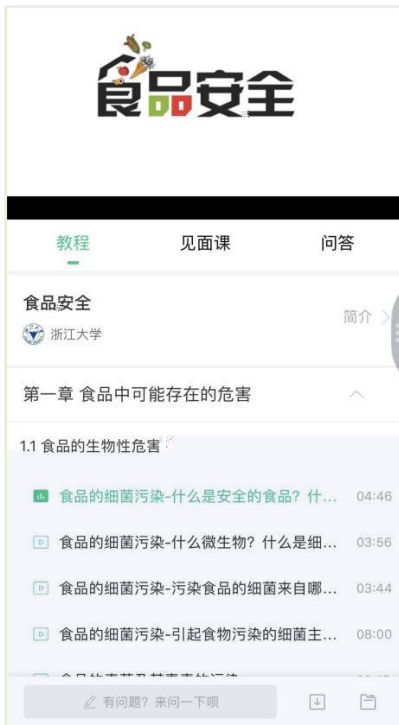 食品安全
教程 见面课 问答
食品安全
简介
浙江大学
第一章 食品中可能存在的危害
1.1 食品的生物性危害
食品的细菌污染-什么是安全的食品？什... 04:46
食品的细菌污染-什么微生物？什么是细... 03:56
食品的细菌污染-污染食品的细菌来自哪... 03:44
食品的细菌污染-引起食物污染的细菌主... 08:00
有问题？来问一下呗